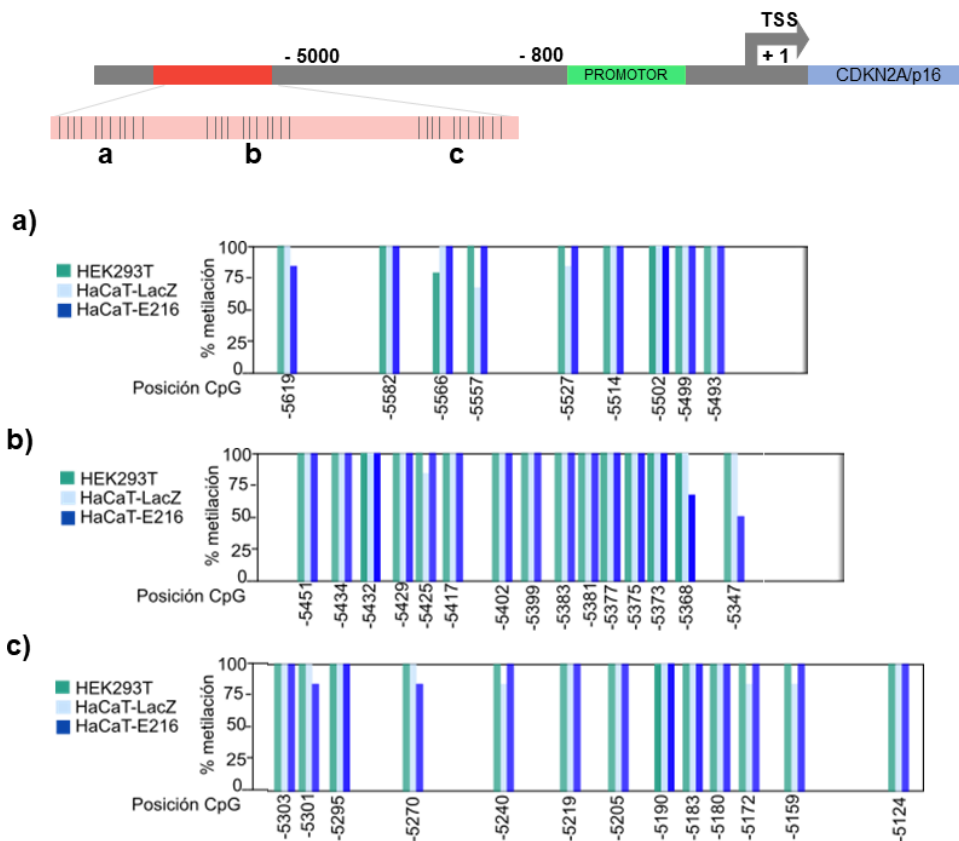 TSS
- 5000
- 800
+ 1
PROMOTOR
CDKN2A/p16
a
b
c
a)
HEK293T
HaCaT-LacZ
HaCaT-E216
% metilación
100
75
50
25
0
Posición CpG
-5619
-5582
-5566
-5557
-5527
-5514
-5502
-5499
-5493
b)
HEK293T
HaCaT-LacZ
HaCaT-E216
% metilación
100
75
50
25
0
Posición CpG
-5451
-5434
-5432
-5429
-5425
-5417
-5402
-5399
-5383
-5381
-5377
-5375
-5373
-5368
-5347
c)
HEK293T
HaCaT-LacZ
HaCaT-E216
% metilación
100
75
50
25
0
Posición CpG
-5303
-5301
-5295
-5270
-5240
-5219
-5205
-5190
-5183
-5180
-5172
-5159
-5124